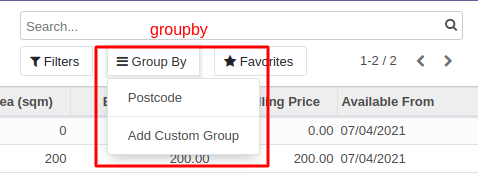 groupby
Search...
Filters Group By Favorites 1-2 / 2
ea (sqm) lling Price Available From
Postcode
0 0.00 07/04/2021
Add Custom Group
200 200.00 200.00 07/04/2021